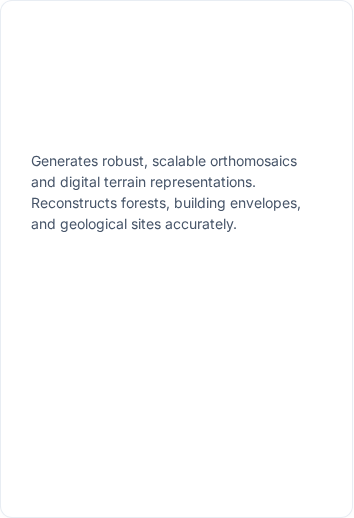 Generates robust, scalable orthomosaics
and digital terrain representations.
Reconstructs forests, building envelopes,
and geological sites accurately.